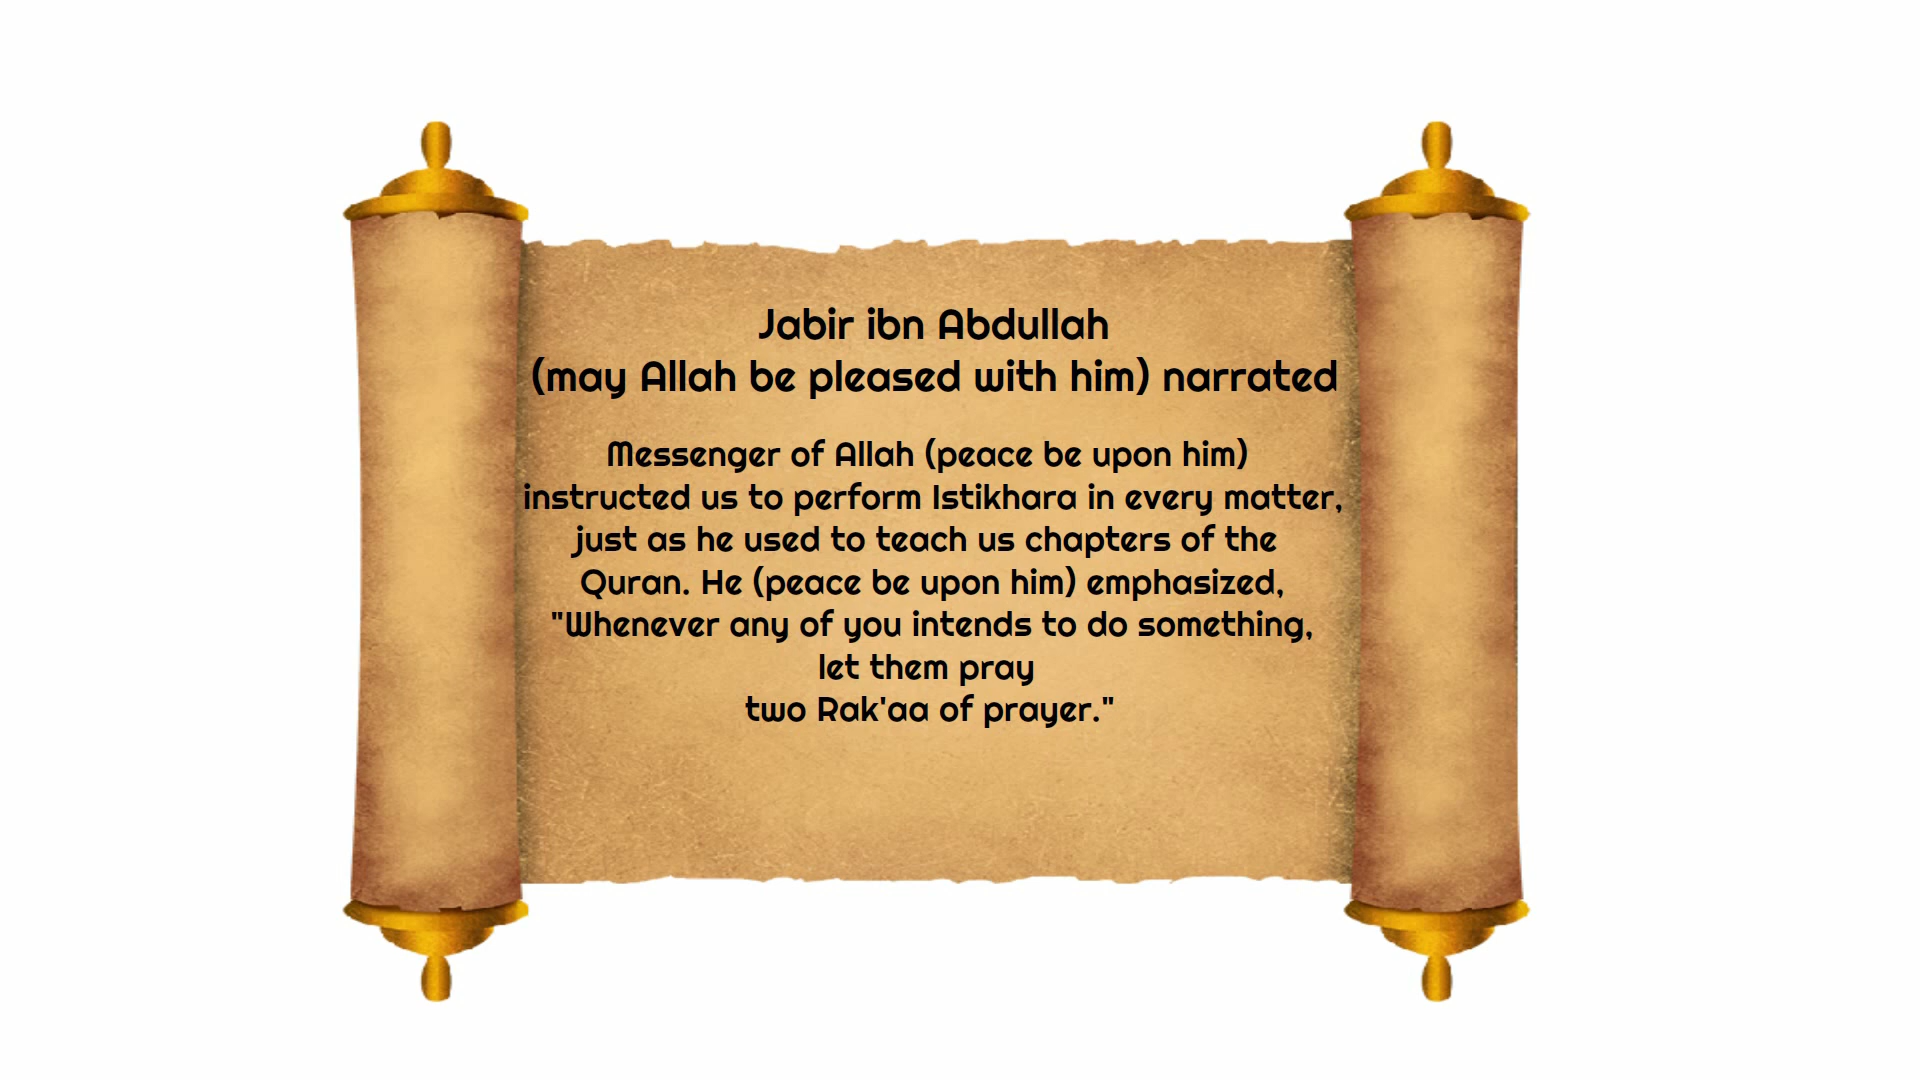 Jabir ibn Abdullah
(may Allah be pleased with him) narrated
Messenger of Allah (peace be upon him)
instructed us to perform Istikhara in every matter,
just as he used to teach us chapters of the
Quran. He (peace be upon him) emphasized,
"Whenever any of you intends to do something,
let them pray
two Rak'aa of prayer."